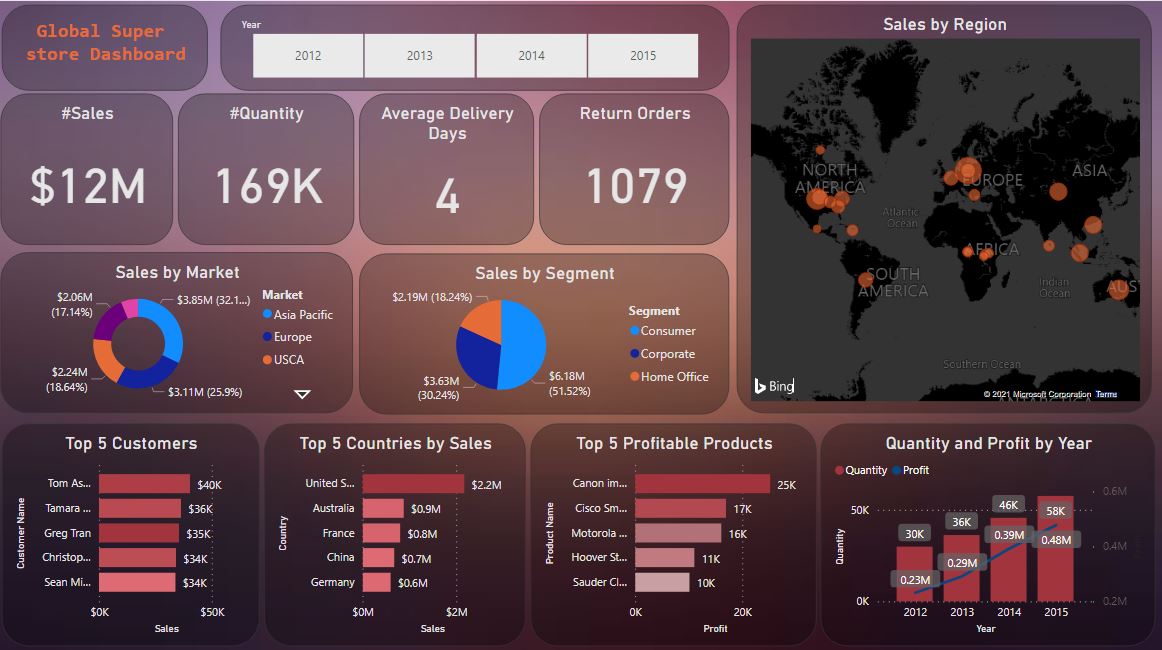 Global Super
store Dashboard
Year
2012
2013
2014
2015
#Sales
$12M
#Quantity
169K
Average Delivery
Days
4
Return Orders
1079
Sales by Region
NORTH
AMERICA
EUROPE
ASIA
Atlantic
Ocean
AFRICA
SOUTH
AMERICA
Indian
Ocean
AUS
Southern Ocean
Bing
© 2021 Microsoft Corporation Terms
Sales by Market
$2.06M
(17.14%)
$3.85M (32.1...)
$2.24M
(18.64%)
$3.11M (25.9%)
Market
Asia Pacific
Europe
USCA
Sales by Segment
$2.19M (18.24%)
$3.63M
(30.24%)
$6.18M
(51.52%)
Segment
Consumer
Corporate
Home Office
Top 5 Customers
Customer Name
Tom As... $40K
Tamara ... $36K
Greg Tran $35K
Christop... $34K
Sean Mi... $34K
$0K $50K
Sales
Top 5 Countries by Sales
Country
United S... $2.2M
Australia $0.9M
France $0.8M
China $0.7M
Germany $0.6M
$0M $2M
Sales
Top 5 Profitable Products
Product Name
Canon im... 25K
Cisco Sm... 17K
Motorola ... 16K
Hoover St... 11K
Sauder Cl... 10K
0K 20K
Profit
Quantity and Profit by Year
Quantity Profit
Quantity
50K
0K
0.6M
0.4M
0.2M
30K
36K
46K
58K
0.23M
0.29M
0.39M
0.48M
2012 2013 2014 2015
Year